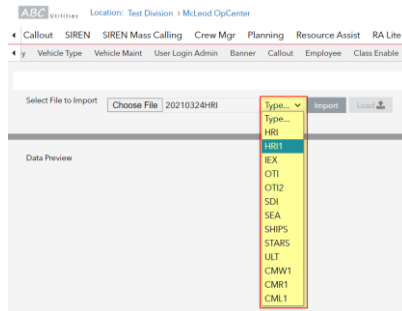 ABC Utilities Location: Test Division > McLeod OpCenter
Callout SIREN SIREN Mass Calling Crew Mgr Planning Resource Assist RA Lite
y Vehicle Type Vehicle Maint User Login Admin Banner Callout Employee Class Enable
Select File to Import Choose File 20210324HRI Type... Import Load
Type...
HRI
HRI1
IEX
OTI
OTI2
SDI
SEA
SHIPS
STARS
ULT
CMW1
CMR1
CML1
Data Preview